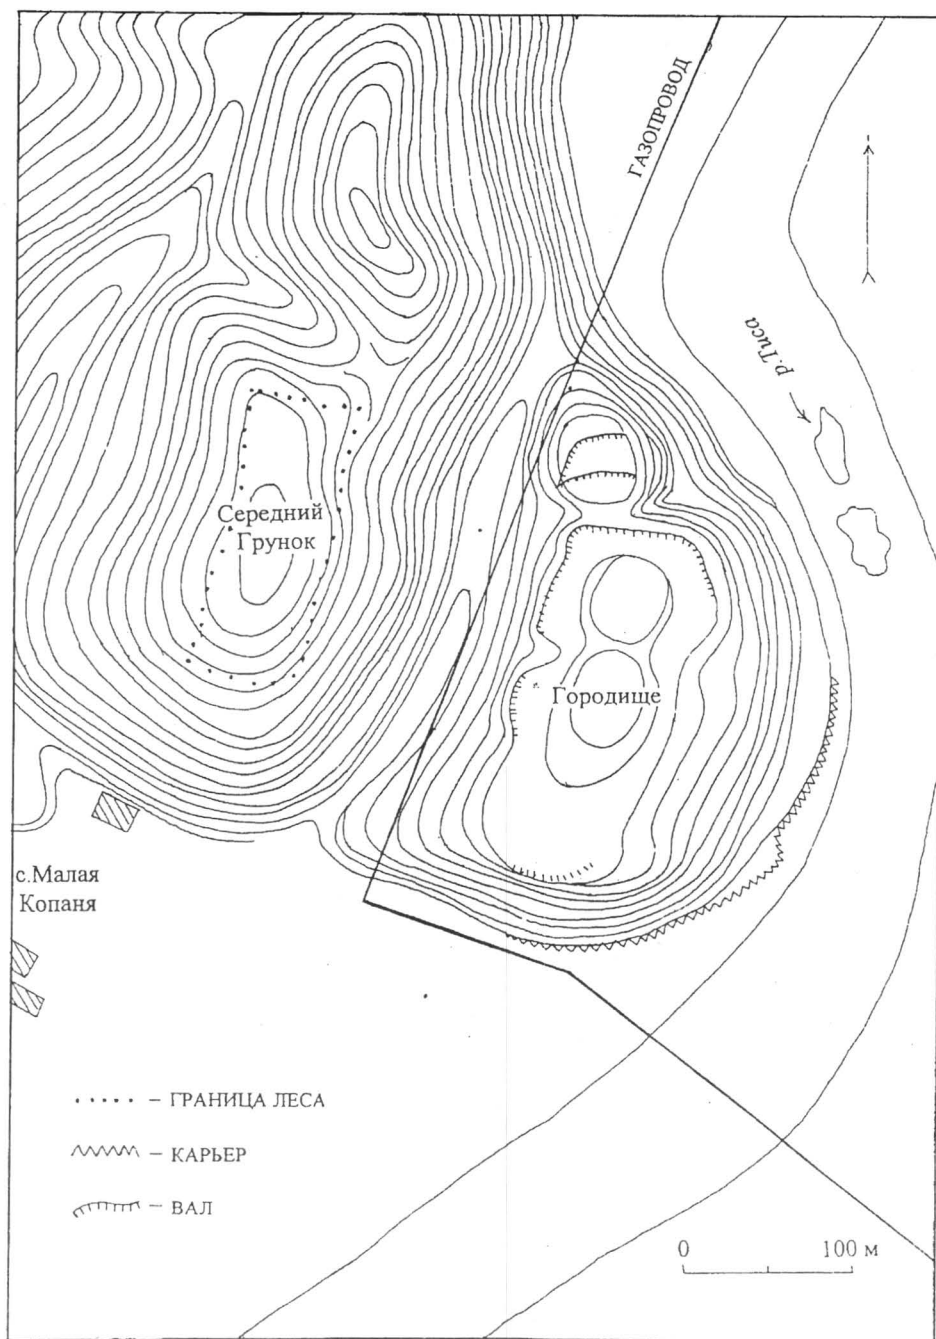 ГАЗОПРОВОД
р.Тиса
Середний
Грунок
Городище
с.Малая
Копаня
– ГРАНИЦА ЛЕСА
– КАРЬЕР
– ВАЛ
0 100 м